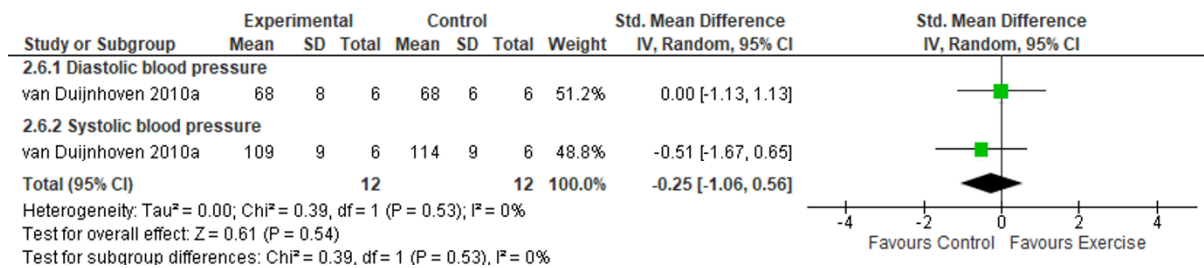 Experimental Control Std. Mean Difference Std. Mean Difference
Study or Subgroup Mean SD Total Mean SD Total Weight IV, Random, 95% CI IV, Random, 95% CI
2.6.1 Diastolic blood pressure
van Duijnhoven 2010a 68 8 6 68 6 6 51.2% 0.00 [-1.13, 1.13]
2.6.2 Systolic blood pressure
van Duijnhoven 2010a 109 9 6 114 9 6 48.8% -0.51 [-1.67, 0.65]
Total (95% CI) 12 12 100.0% -0.25 [-1.06, 0.56]
Heterogeneity: Tau² = 0.00; Chi² = 0.39, df = 1 (P = 0.53); I² = 0%
Test for overall effect: Z = 0.61 (P = 0.54)
Test for subgroup differences: Chi² = 0.39, df = 1 (P = 0.53), I² = 0%
-4 -2 0 2 4
Favours Control Favours Exercise